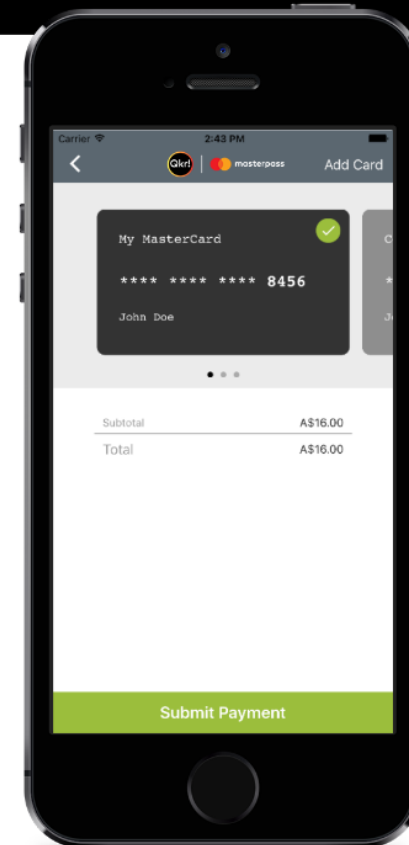 Carrier 2:43 PM
Qkr! masterpass Add Card
My MasterCard C
**** **** **** 8456 *
John Doe J
Subtotal A$16.00
Total A$16.00
Submit Payment